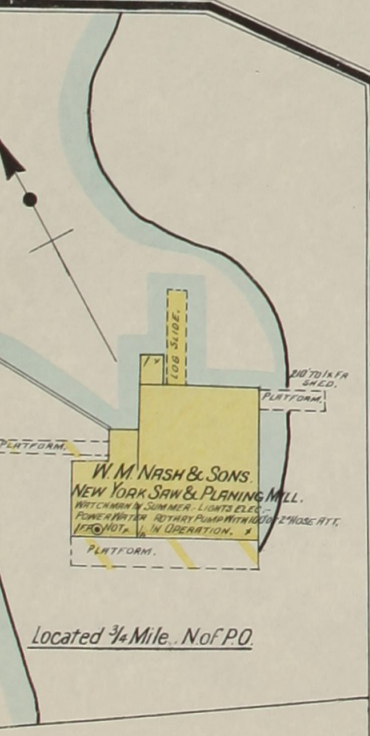 LOG SLIDE.
210' TO 1X FR
SHED.
PLATFORM.
PLATFORM.
W. M. NASH & SONS.
NEW YORK SAW & PLANING MILL.
WATCHMAN IN SUMMER. - LIGHTS ELEC. -
POWER WATER ROTARY PUMP WITH 100' OF 2" HOSE ATT.
NOT IN OPERATION.
PLATFORM.
Located 3/4 Mile. N. of P.O.